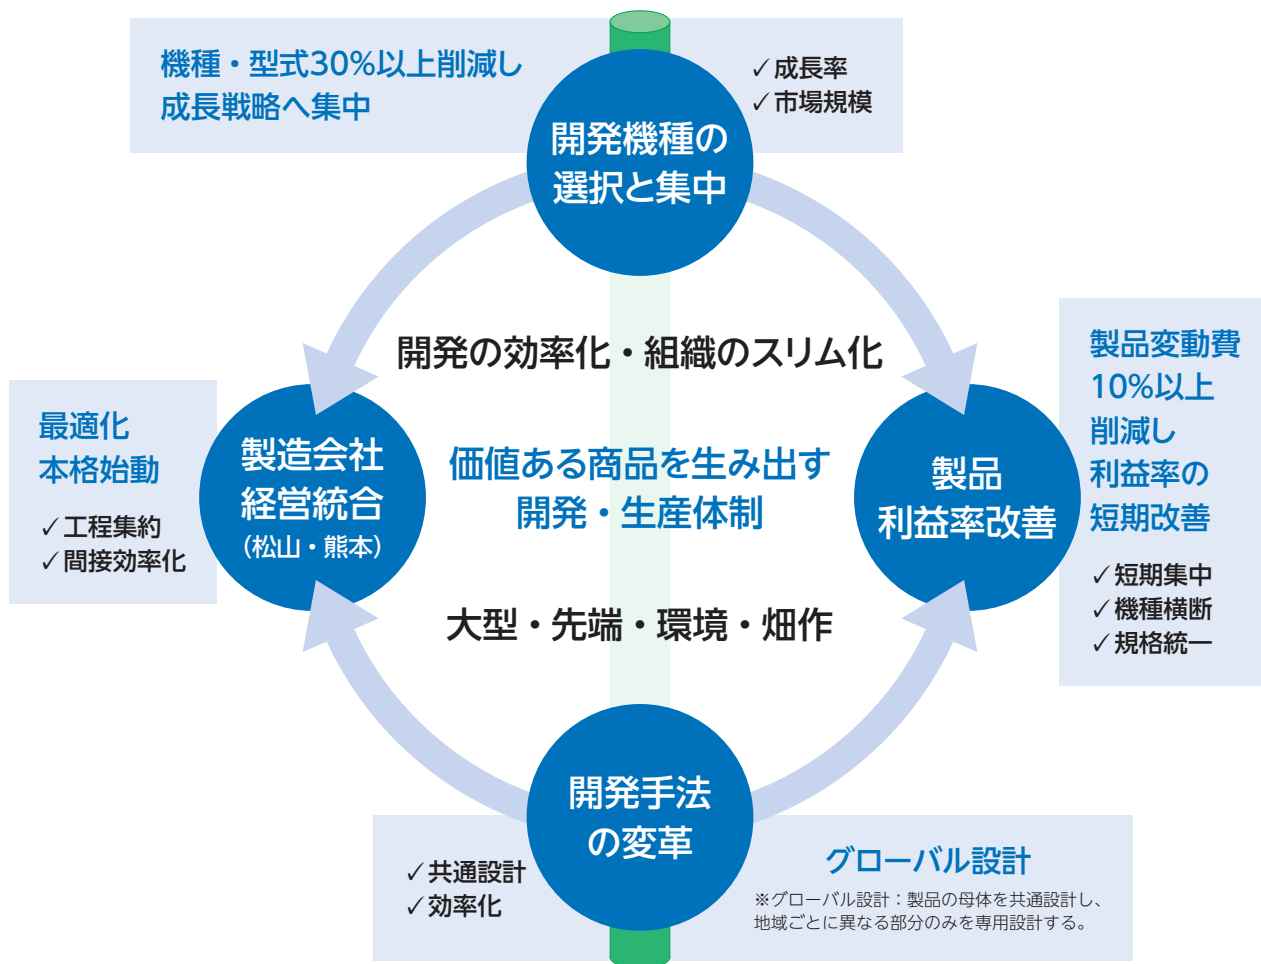 機種・型式30%以上削減し
成長戦略へ集中
✓成長率
✓市場規模
開発機種の
選択と集中
開発の効率化・組織のスリム化
最適化
本格始動
✓工程集約
✓間接効率化
製造会社
経営統合
(松山・熊本)
価値ある商品を生み出す
開発・生産体制
製品
利益率改善
製品変動費
10%以上
削減し
利益率の
短期改善
✓短期集中
✓機種横断
✓規格統一
大型・先端・環境・畑作
開発手法
の変革
✓共通設計
✓効率化
グローバル設計
※グローバル設計：製品の母体を共通設計し、
地域ごとに異なる部分のみを専用設計する。